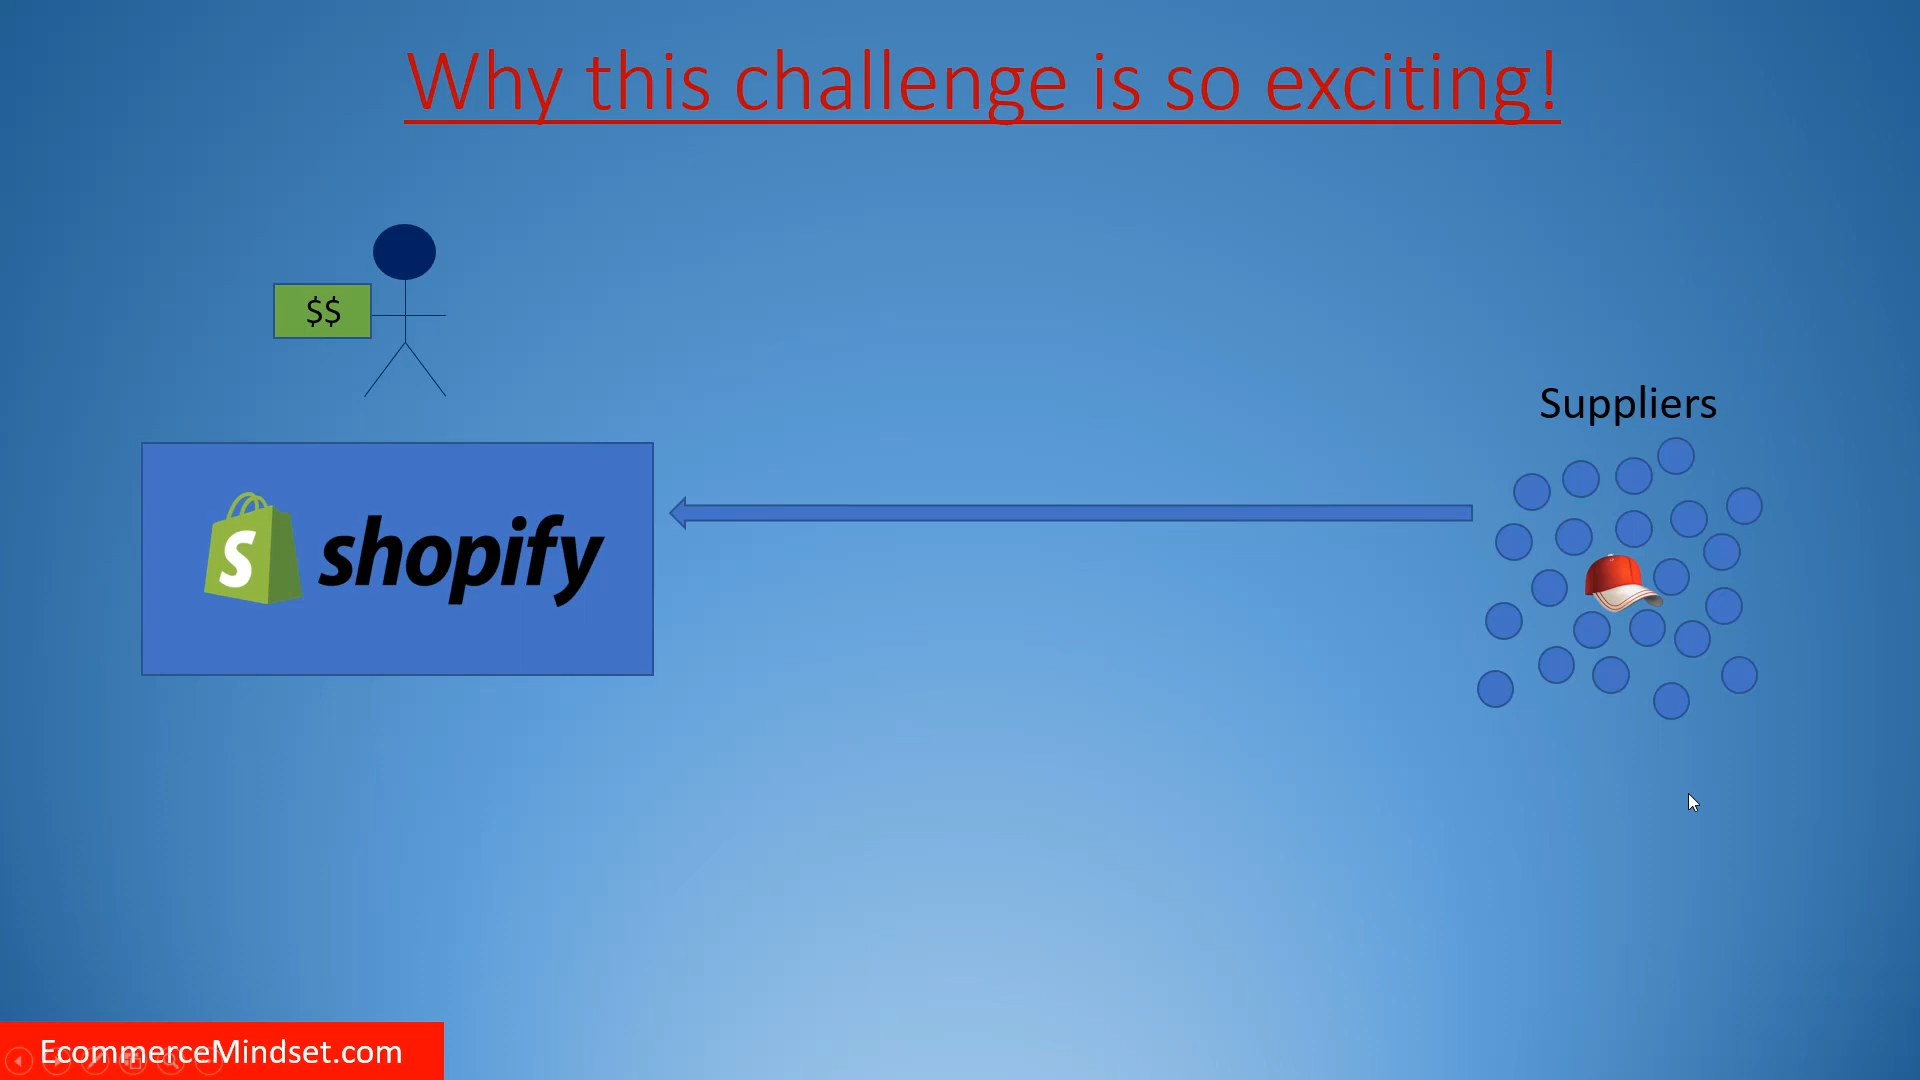 Why this challenge is so exciting!
$$
Suppliers
S shopify
EcommerceMindset.com